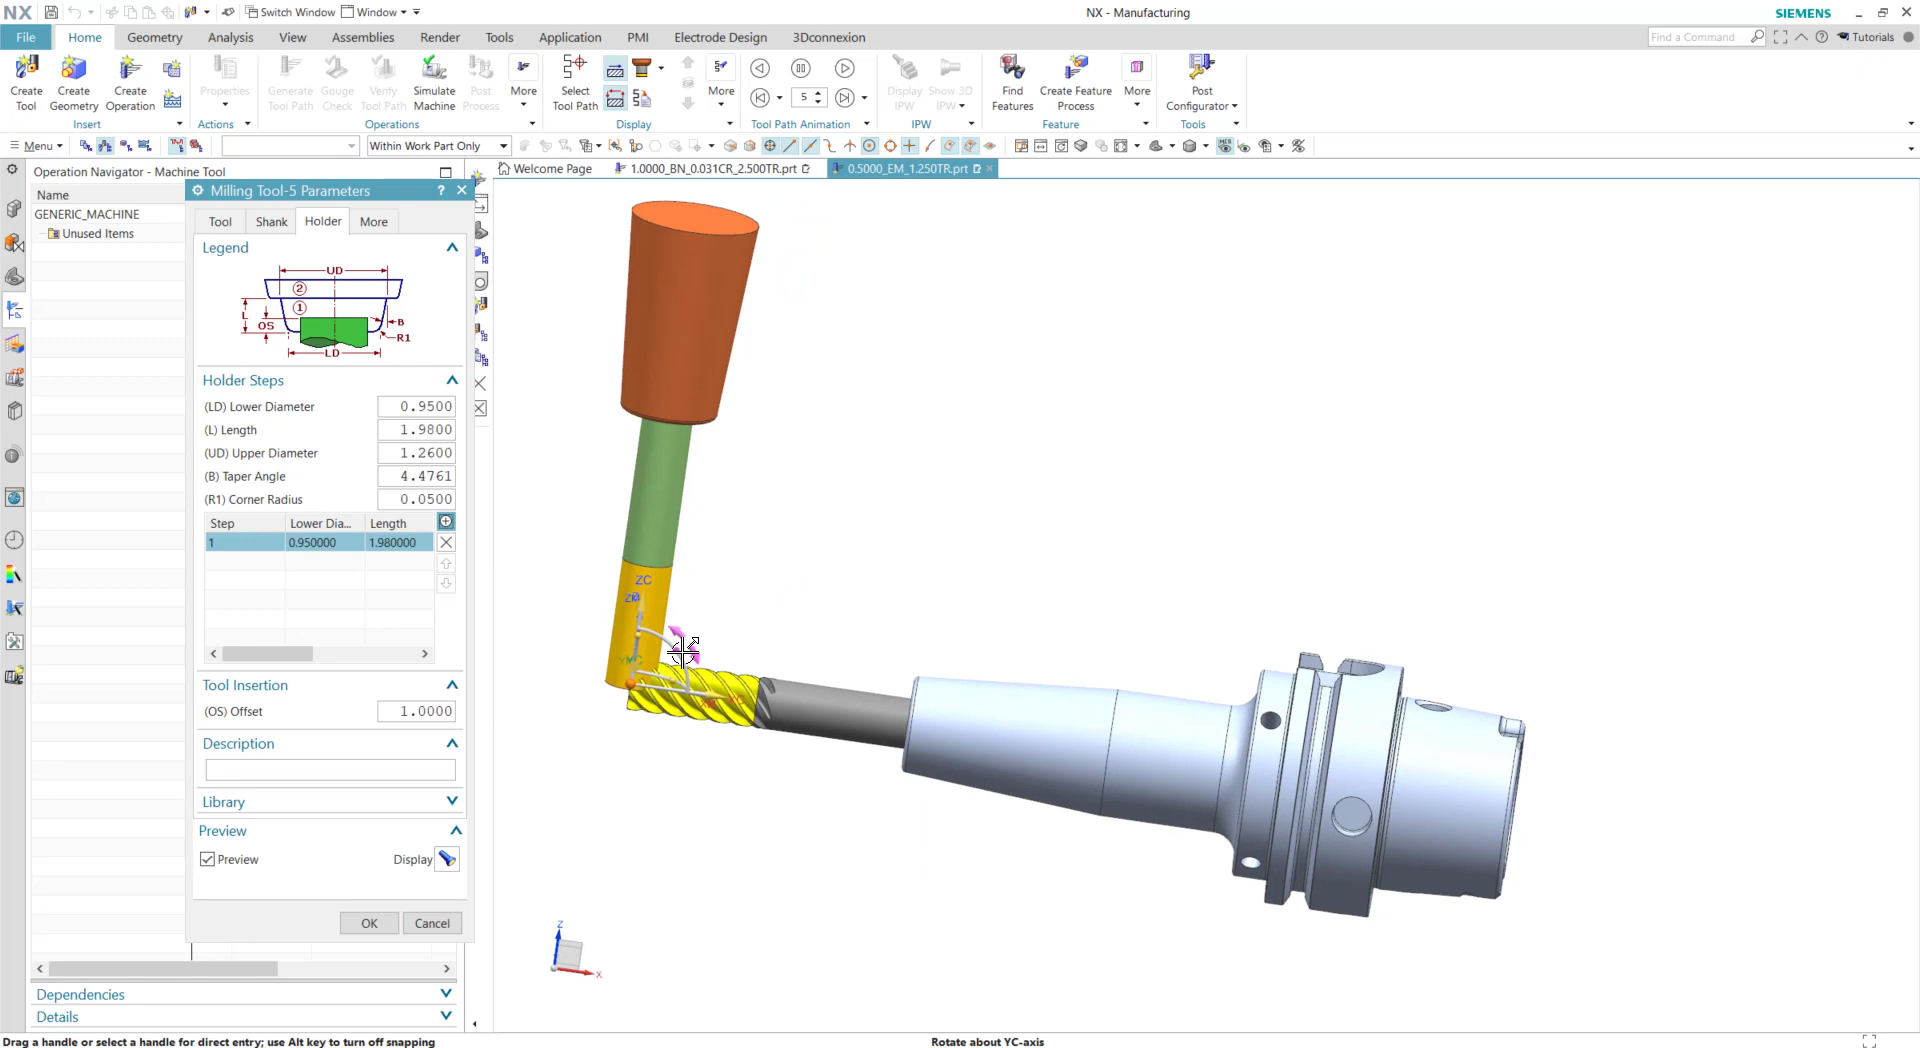 NX
Switch Window
Window
NX - Manufacturing
SIEMENS
File
Home
Geometry
Analysis
View
Assemblies
Render
Tools
Application
PMI
Electrode Design
3Dconnexion
Find a Command
Tutorials
Create Tool
Create Geometry
Create Operation
Properties
Generate Tool Path
Gouge Check
Verify Tool Path
Simulate Machine
Post Process
More
Select Tool Path
More
5
Display IPW
Show 3D IPW
Find Features
Create Feature Process
More
Post Configurator
Insert
Actions
Operations
Display
Tool Path Animation
IPW
Feature
Tools
Menu
Within Work Part Only
Operation Navigator - Machine Tool
Welcome Page
1.0000_BN_0.031CR_2.500TR.prt
0.5000_EM_1.250TR.prt
Name
GENERIC_MACHINE
Unused Items
Milling Tool-5 Parameters
?
Tool
Shank
Holder
More
Legend
UD
2
1
L
OS
B
R1
LD
Holder Steps
(LD) Lower Diameter 0.9500
(L) Length 1.9800
(UD) Upper Diameter 1.2600
(B) Taper Angle 4.4761
(R1) Corner Radius 0.0500
Step Lower Dia... Length
1 0.950000 1.980000
Tool Insertion
(OS) Offset 1.0000
Description
Library
Preview
Preview
Display
OK
Cancel
Dependencies
Details
ZC
Z
X
Drag a handle or select a handle for direct entry; use Alt key to turn off snapping
Rotate about YC-axis